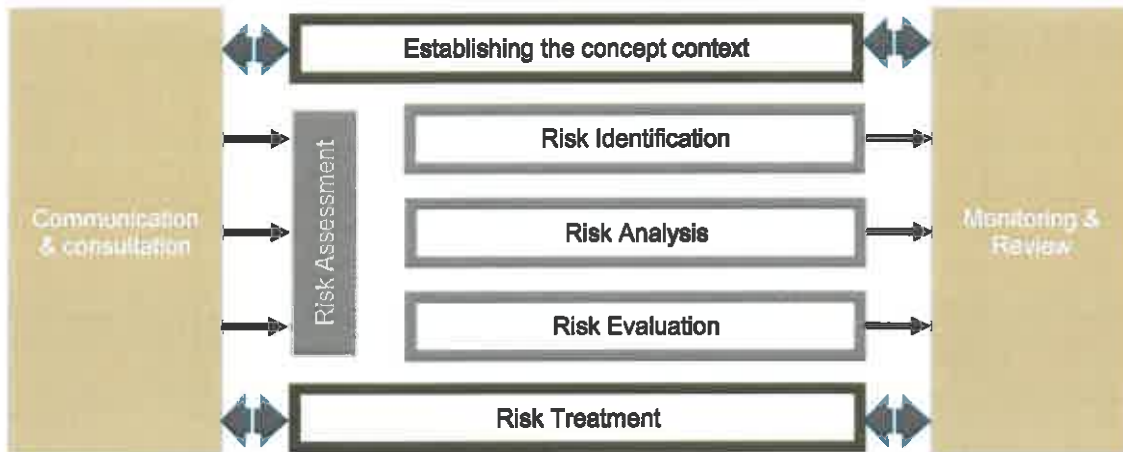 Establishing the concept context
Risk Identification
Communication
& consultation
Risk Assessment
Risk Analysis
Monitoring &
Review
Risk Evaluation
Risk Treatment